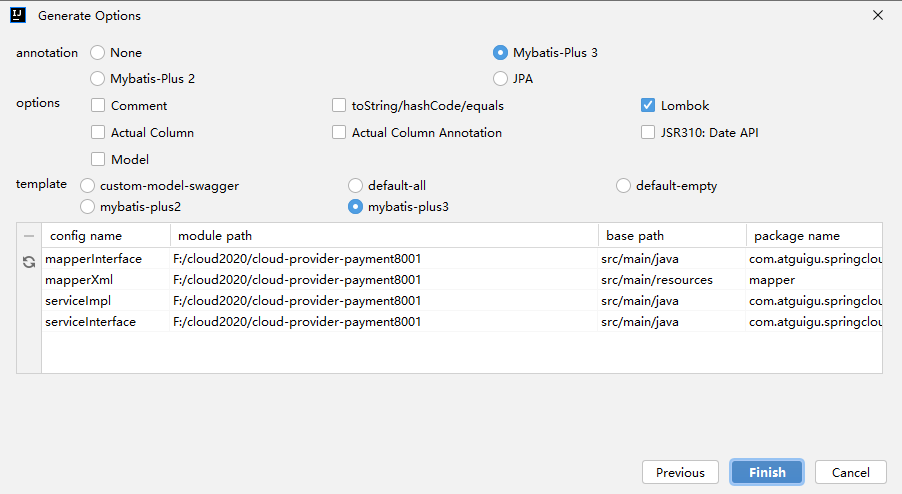 IJ Generate Options
annotation None Mybatis-Plus 3
Mybatis-Plus 2 JPA
options Comment toString/hashCode/equals Lombok
Actual Column Actual Column Annotation JSR310: Date API
Model
template custom-model-swagger default-all default-empty
mybatis-plus2 mybatis-plus3
config name module path base path package name
mapperInterface F:/cloud2020/cloud-provider-payment8001 src/main/java com.atguigu.springclou
mapperXml F:/cloud2020/cloud-provider-payment8001 src/main/resources mapper
serviceImpl F:/cloud2020/cloud-provider-payment8001 src/main/java com.atguigu.springclou
serviceInterface F:/cloud2020/cloud-provider-payment8001 src/main/java com.atguigu.springclou
Previous Finish Cancel